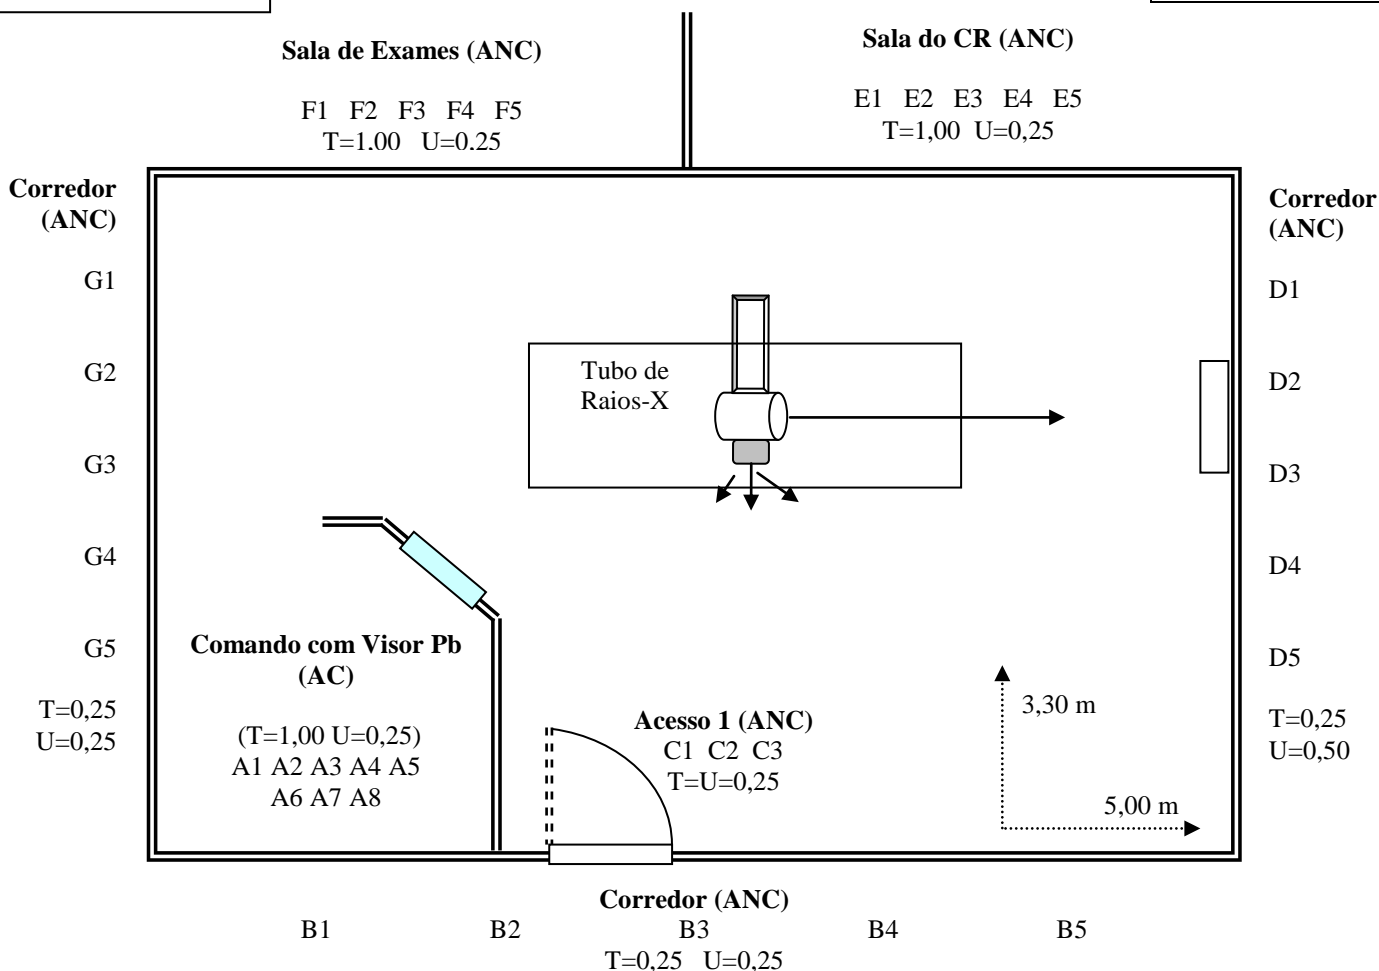 Sala de Exames (ANC)
F1 F2 F3 F4 F5
T=1.00 U=0.25
Sala do CR (ANC)
E1 E2 E3 E4 E5
T=1,00 U=0,25
Corredor
(ANC)
G1
G2
G3
G4
G5
T=0,25
U=0,25
Tubo de
Raios-X
Corredor
(ANC)
D1
D2
D3
D4
D5
T=0,25
U=0,50
Comando com Visor Pb
(AC)
(T=1,00 U=0,25)
A1 A2 A3 A4 A5
A6 A7 A8
Acesso 1 (ANC)
C1 C2 C3
T=U=0,25
3,30 m
5,00 m
Corredor (ANC)
B1 B2 B3 B4 B5
T=0,25 U=0,25